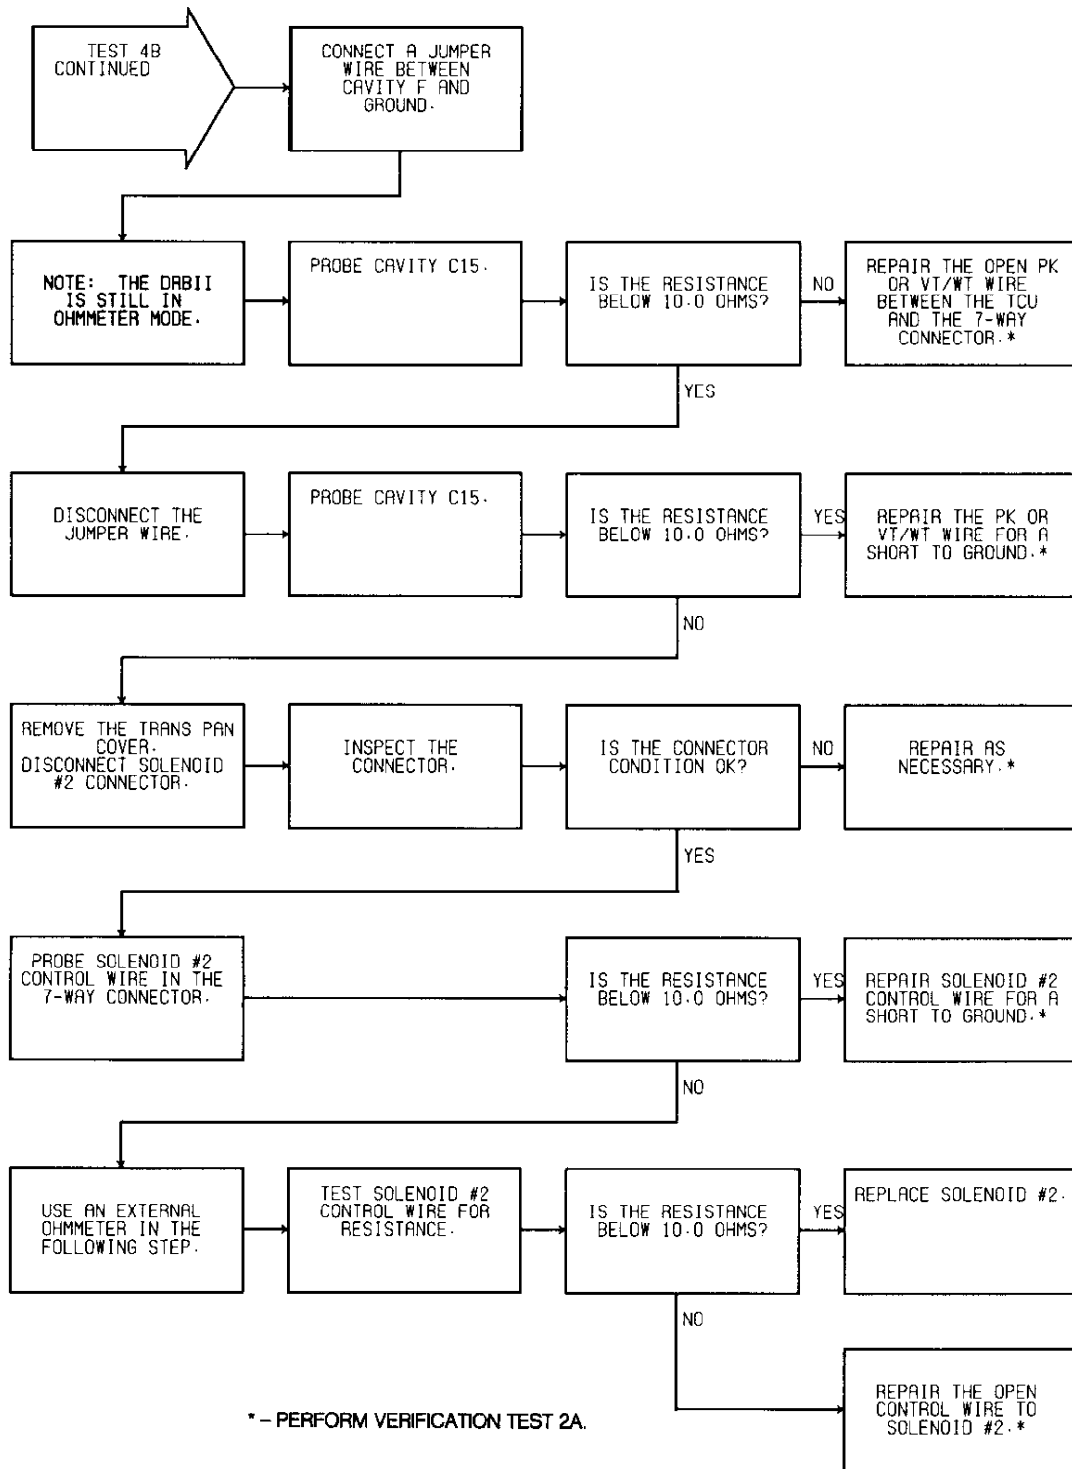 TEST 4B
CONTINUED
CONNECT A JUMPER
WIRE BETWEEN
CAVITY F AND
GROUND.
NOTE: THE DRBII
IS STILL IN
OHMMETER MODE.
PROBE CAVITY C15.
IS THE RESISTANCE
BELOW 10.0 OHMS?
NO
REPAIR THE OPEN PK
OR VT/WT WIRE
BETWEEN THE TCU
AND THE 7-WAY
CONNECTOR.*
YES
DISCONNECT THE
JUMPER WIRE.
PROBE CAVITY C15.
IS THE RESISTANCE
BELOW 10.0 OHMS?
YES
REPAIR THE PK OR
VT/WT WIRE FOR A
SHORT TO GROUND.*
NO
REMOVE THE TRANS PAN
COVER.
DISCONNECT SOLENOID
#2 CONNECTOR.
INSPECT THE
CONNECTOR.
IS THE CONNECTOR
CONDITION OK?
NO
REPAIR AS
NECESSARY.*
YES
PROBE SOLENOID #2
CONTROL WIRE IN THE
7-WAY CONNECTOR.
IS THE RESISTANCE
BELOW 10.0 OHMS?
YES
REPAIR SOLENOID #2
CONTROL WIRE FOR A
SHORT TO GROUND.*
NO
USE AN EXTERNAL
OHMMETER IN THE
FOLLOWING STEP.
TEST SOLENOID #2
CONTROL WIRE FOR
RESISTANCE.
IS THE RESISTANCE
BELOW 10.0 OHMS?
YES
REPLACE SOLENOID #2.
NO
REPAIR THE OPEN
CONTROL WIRE TO
SOLENOID #2.*
* – PERFORM VERIFICATION TEST 2A.